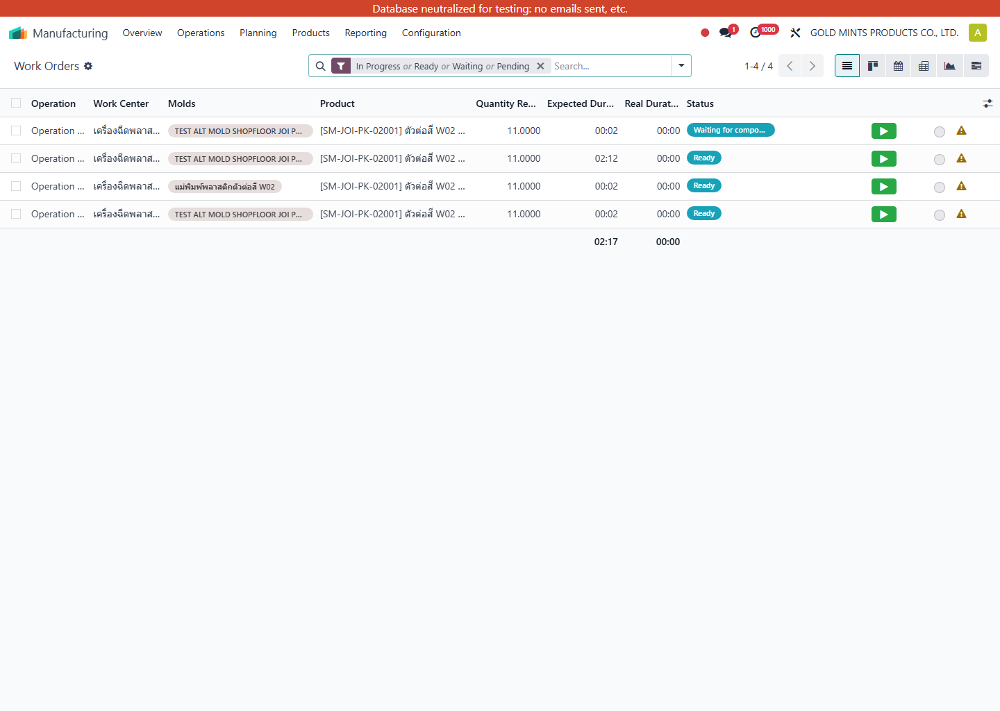 Database neutralized for testing: no emails sent, etc.
Manufacturing Overview Operations Planning Products Reporting Configuration 1 1000 GOLD MINTS PRODUCTS CO., LTD. A
Work Orders In Progress or Ready or Waiting or Pending Search... 1-4 / 4
Operation Work Center Molds Product Quantity Re... Expected Dur... Real Durat... Status
Operation ... เครื่องฉีดพลาส... TEST ALT MOLD SHOPFLOOR JOI P... [SM-JOI-PK-02001] ตัวต่อสี W02 ... 11.0000 00:02 00:00 Waiting for compo...
Operation ... เครื่องฉีดพลาส... TEST ALT MOLD SHOPFLOOR JOI P... [SM-JOI-PK-02001] ตัวต่อสี W02 ... 11.0000 02:12 00:00 Ready
Operation ... เครื่องฉีดพลาส... แม่พิมพ์พลาสติกตัวต่อสี W02 [SM-JOI-PK-02001] ตัวต่อสี W02 ... 11.0000 00:02 00:00 Ready
Operation ... เครื่องฉีดพลาส... TEST ALT MOLD SHOPFLOOR JOI P... [SM-JOI-PK-02001] ตัวต่อสี W02 ... 11.0000 00:02 00:00 Ready
02:17 00:00